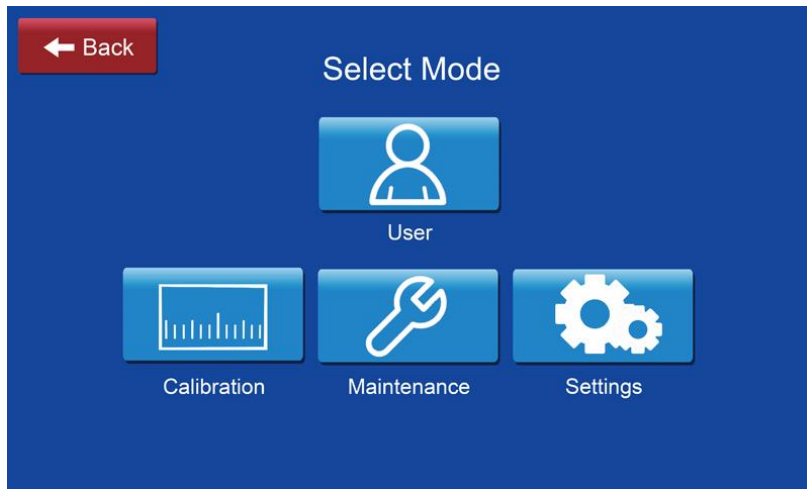 Back
Select Mode
User
Calibration
Maintenance
Settings